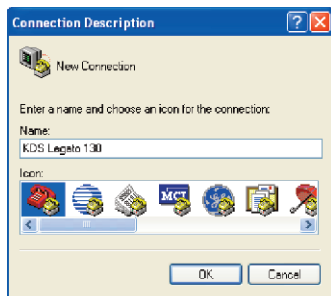 Connection Description
New Connection
Enter a name and choose an icon for the connection:
Name:
KDS Legato 130
Icon:
MCI
OK
Cancel